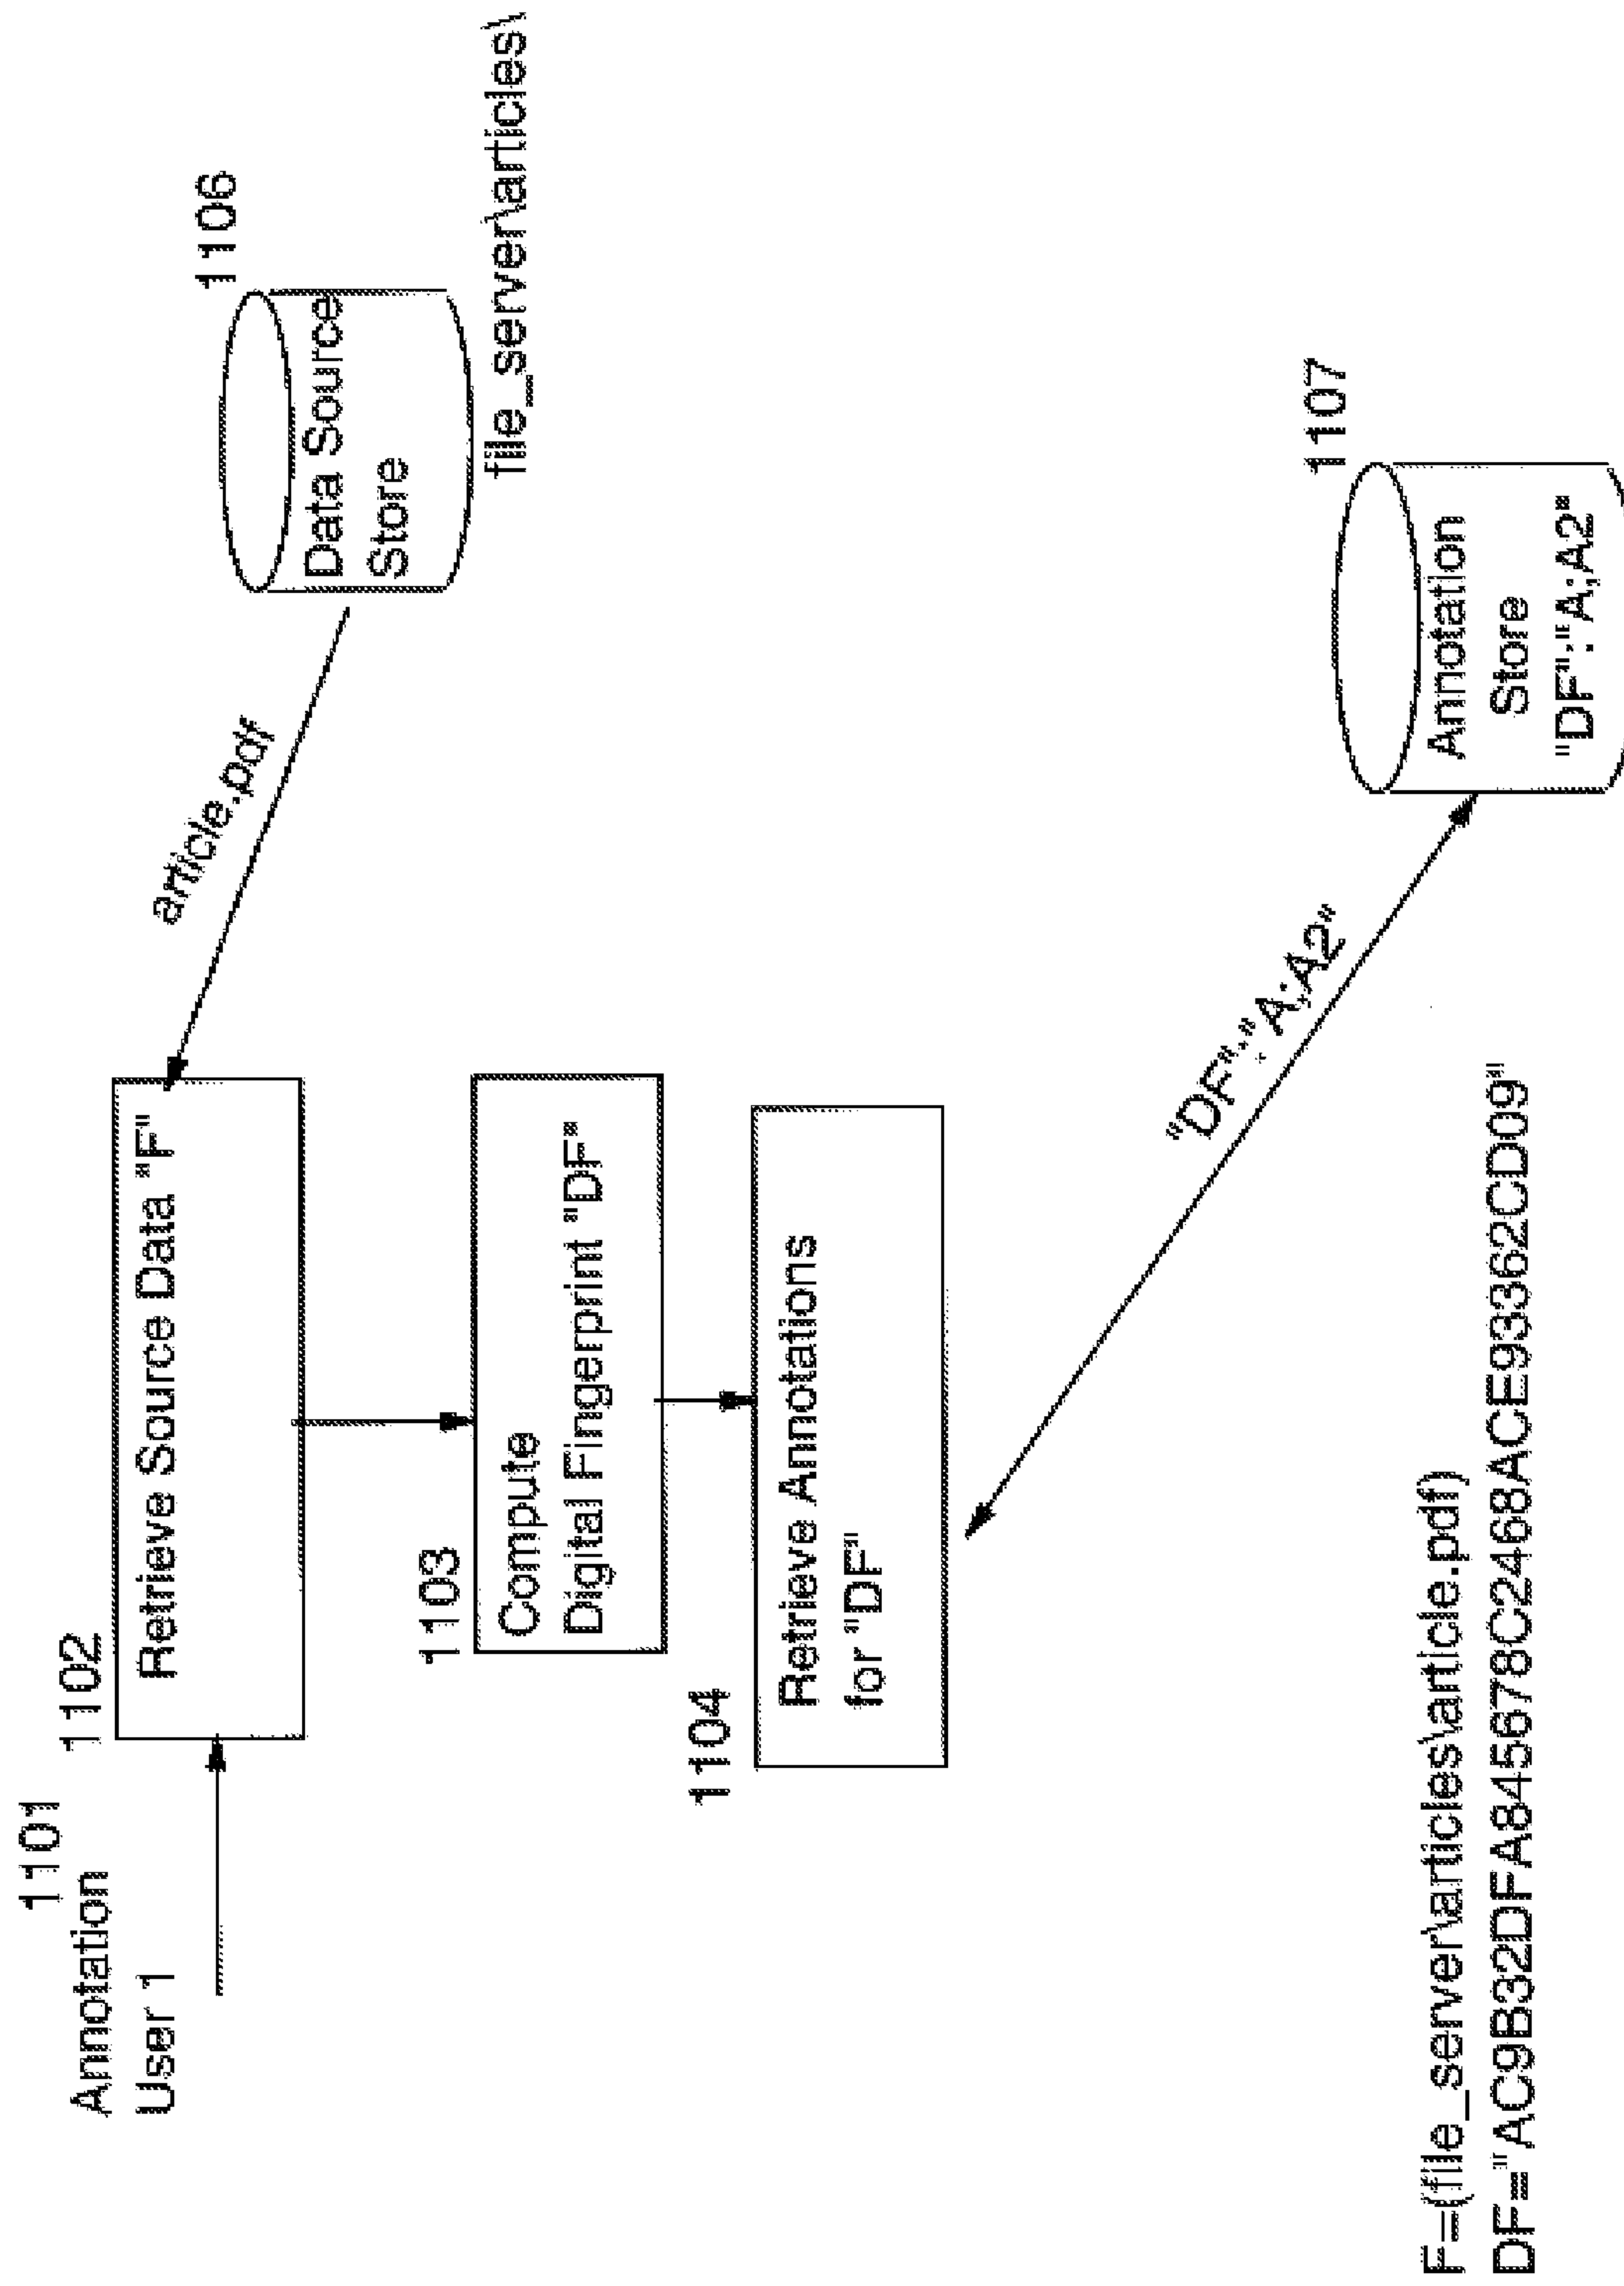 1101
Annotation
User 1
1102
Retrieve Source Data "F"
article.pdf
1106
Data Source
Store
file_server\articles\
1103
Compute
Digital Fingerprint "DF"
1104
Retrieve Annotations
for "DF"
"DF":"A;A2"
1107
Annotation
Store
"DF":"A;A2"
F=(file_server\articles\article.pdf)
DF="AC9B32DFA845678C2468ACE93362CD09"